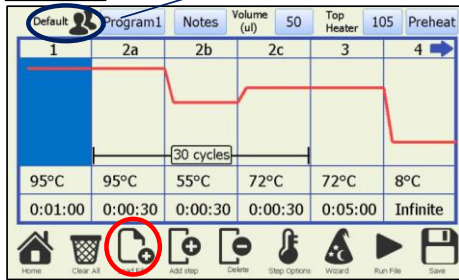 Default Program1 Notes Volume (ul) 50 Top Heater 105 Preheat
1 2a 2b 2c 3 4
30 cycles
95°C 95°C 55°C 72°C 72°C 8°C
0:01:00 0:00:30 0:00:30 0:00:30 0:05:00 Infinite
Home Clear All Add step Delete Step Options Wizard Run File Save